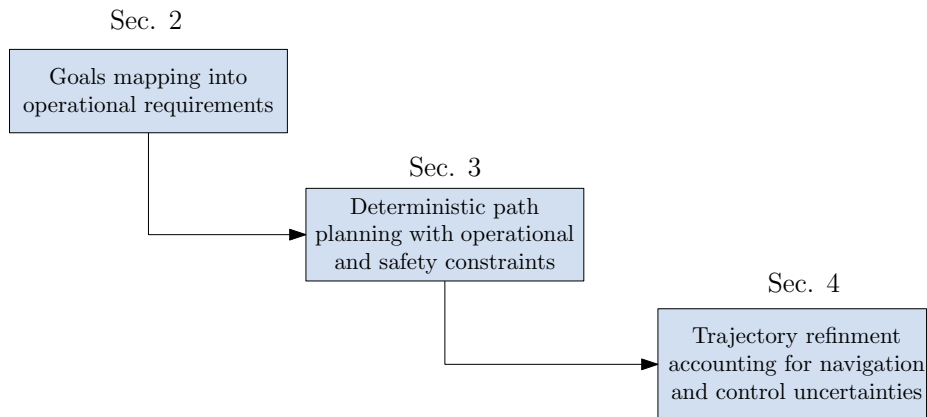 Sec. 2
Goals mapping into
operational requirements
Sec. 3
Deterministic path
planning with operational
and safety constraints
Sec. 4
Trajectory refinment
accounting for navigation
and control uncertainties